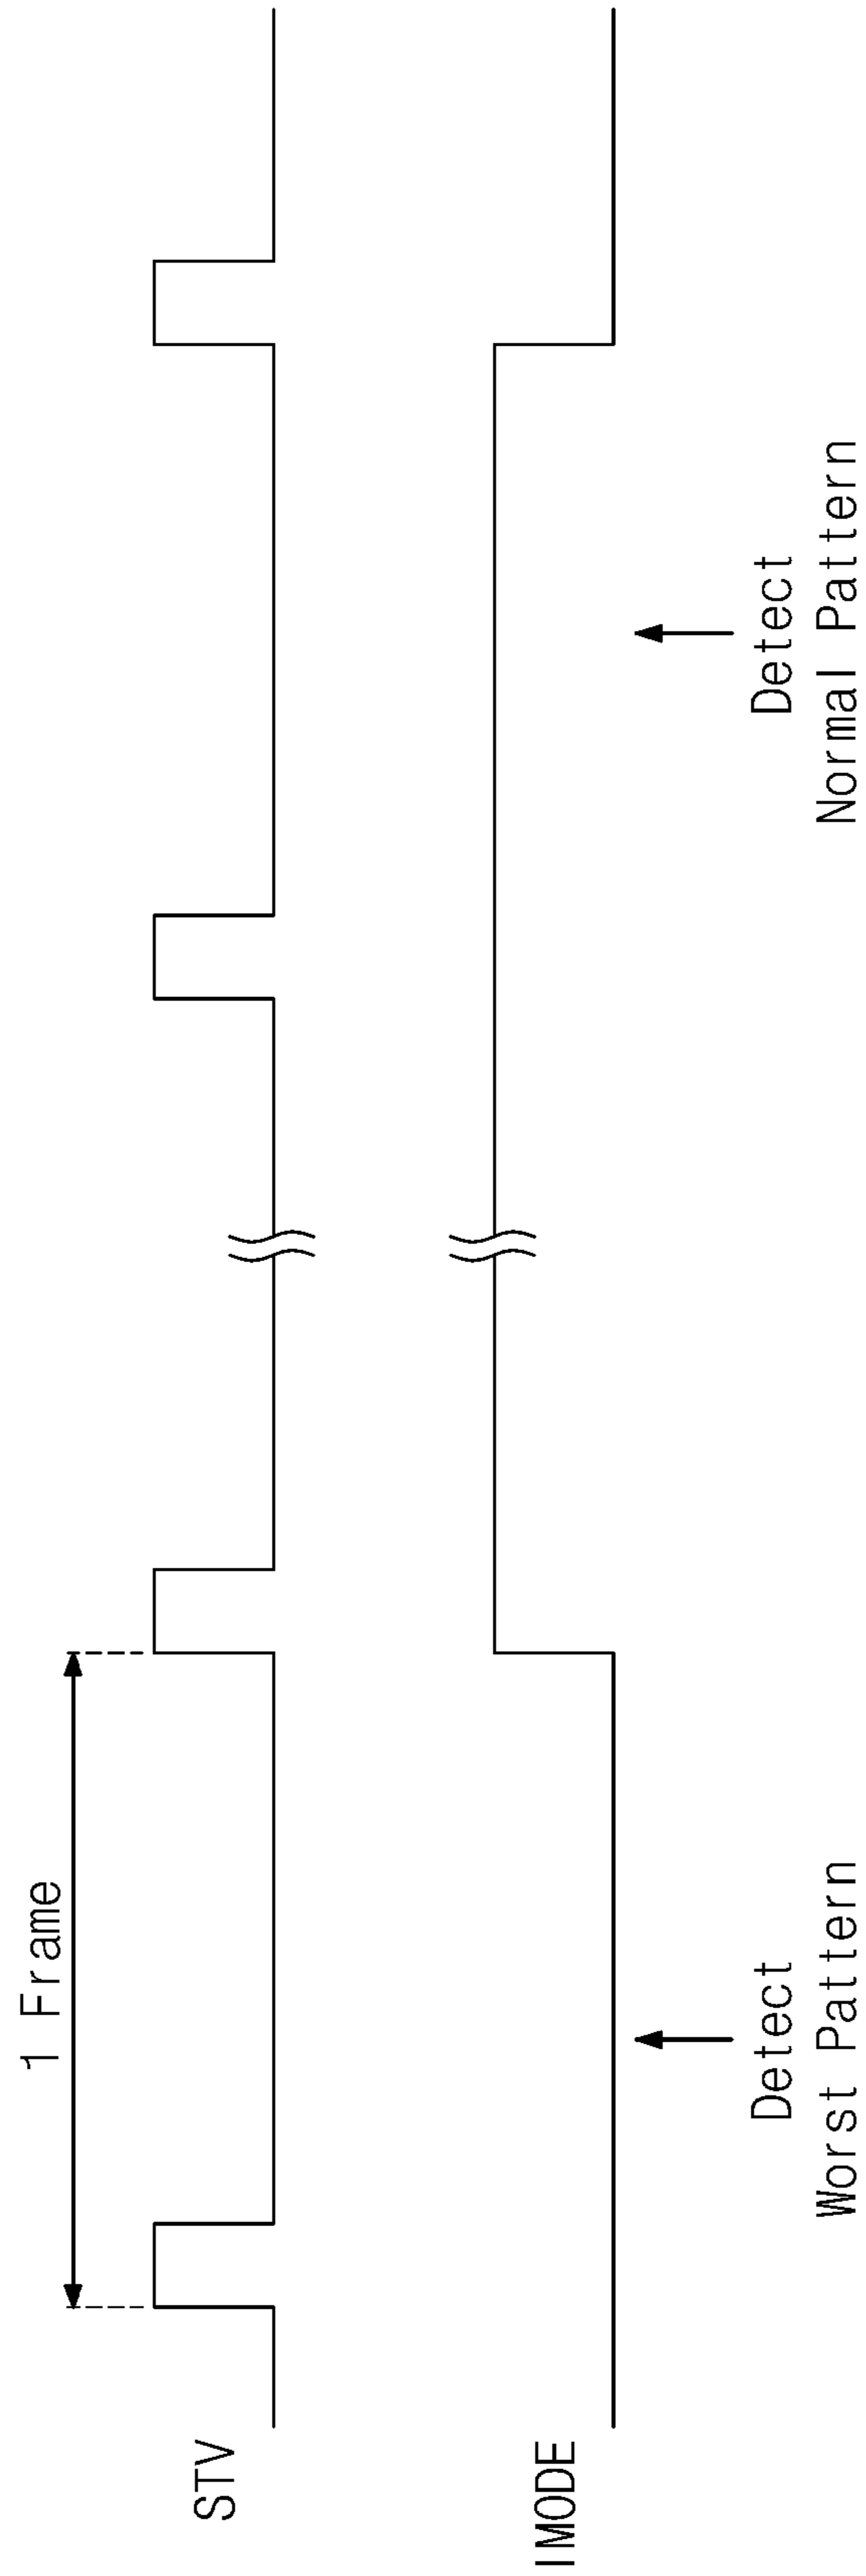 1 Frame
STV
IMODE
Detect
Worst Pattern
Detect
Normal Pattern